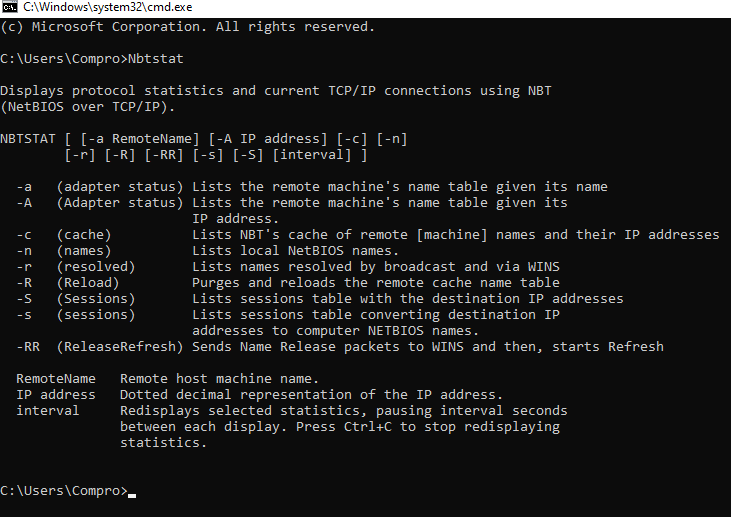 C:\Windows\system32\cmd.exe
(c) Microsoft Corporation. All rights reserved.
C:\Users\Compro>Nbtstat
Displays protocol statistics and current TCP/IP connections using NBT
(NetBIOS over TCP/IP).
NBTSTAT [ [-a RemoteName] [-A IP address] [-c] [-n]
[-r] [-R] [-RR] [-s] [-S] [interval] ]
-a (adapter status) Lists the remote machine's name table given its name
-A (Adapter status) Lists the remote machine's name table given its
IP address.
-c (cache) Lists NBT's cache of remote [machine] names and their IP addresses
-n (names) Lists local NetBIOS names.
-r (resolved) Lists names resolved by broadcast and via WINS
-R (Reload) Purges and reloads the remote cache name table
-S (Sessions) Lists sessions table with the destination IP addresses
-s (sessions) Lists sessions table converting destination IP
addresses to computer NETBIOS names.
-RR (ReleaseRefresh) Sends Name Release packets to WINS and then, starts Refresh
RemoteName Remote host machine name.
IP address Dotted decimal representation of the IP address.
interval Redisplays selected statistics, pausing interval seconds
between each display. Press Ctrl+C to stop redisplaying
statistics.
C:\Users\Compro>